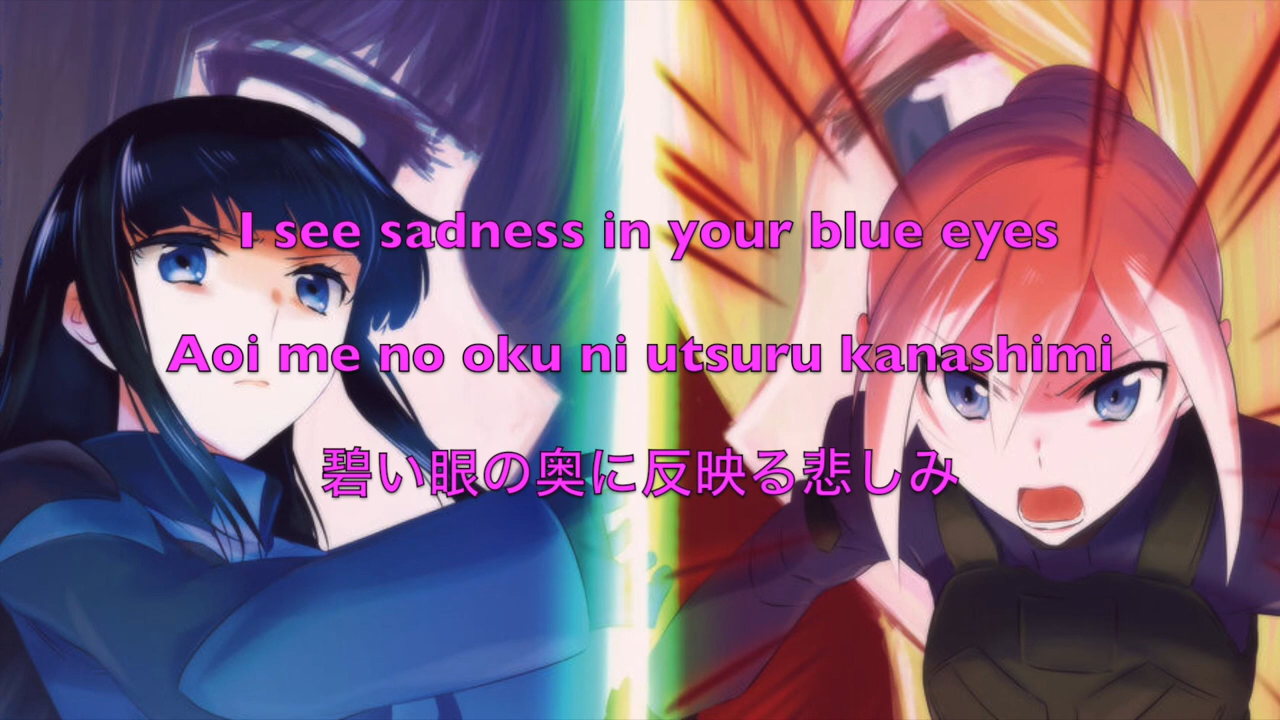 I see sadness in your blue eyes
Aoi me no oku ni utsuru kanashimi
碧い眼の奥に反映る悲しみ